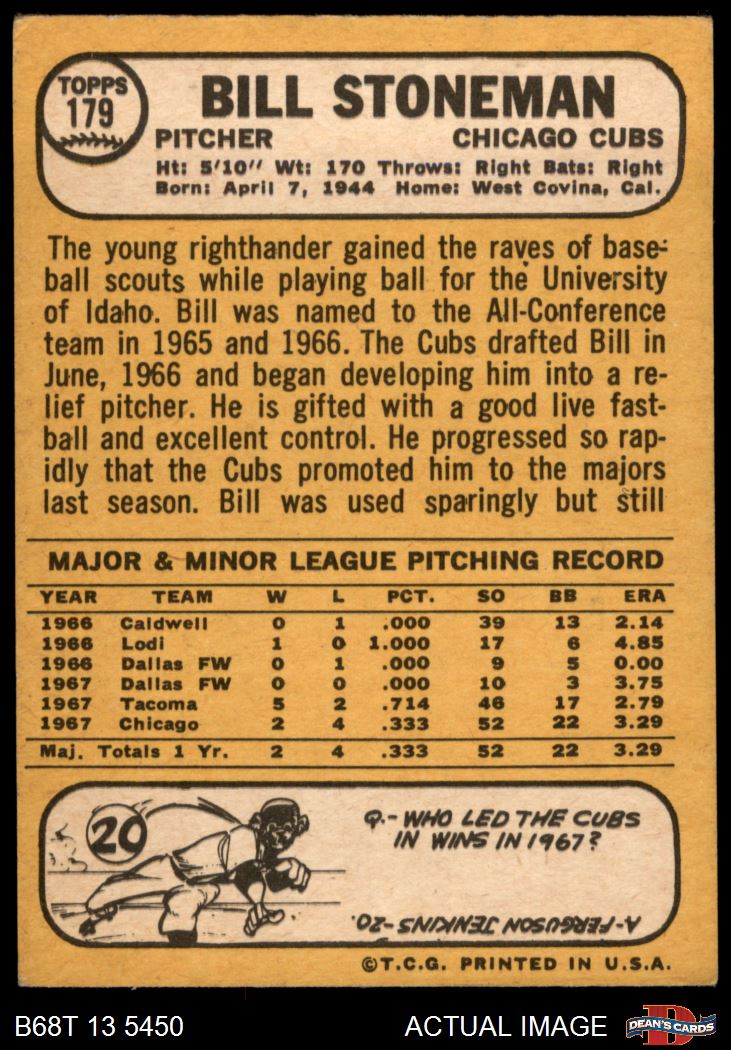 TOPPS
179
BILL STONEMAN
PITCHER CHICAGO CUBS
Ht: 5'10" Wt: 170 Throws: Right Bats: Right
Born: April 7, 1944 Home: West Covina, Cal.
The young righthander gained the raves of base-
ball scouts while playing ball for the University
of Idaho. Bill was named to the All-Conference
team in 1965 and 1966. The Cubs drafted Bill in
June, 1966 and began developing him into a re-
lief pitcher. He is gifted with a good live fast-
ball and excellent control. He progressed so rap-
idly that the Cubs promoted him to the majors
last season. Bill was used sparingly but still
MAJOR & MINOR LEAGUE PITCHING RECORD
YEAR TEAM W L PCT. SO BB ERA
1966 Caldwell 0 1 .000 39 13 2.14
1966 Lodi 1 0 1.000 17 6 4.85
1966 Dallas FW 0 1 .000 9 5 0.00
1967 Dallas FW 0 0 .000 10 3 3.75
1967 Tacoma 5 2 .714 46 17 2.79
1967 Chicago 2 4 .333 52 22 3.29
Maj. Totals 1 Yr. 2 4 .333 52 22 3.29
20
Q.- WHO LED THE CUBS
IN WINS IN 1967?
A-FERGUSON JENKINS-20.
©T.C.G. PRINTED IN U.S.A.
B68T 13 5450 ACTUAL IMAGE D DEAN'S CARDS